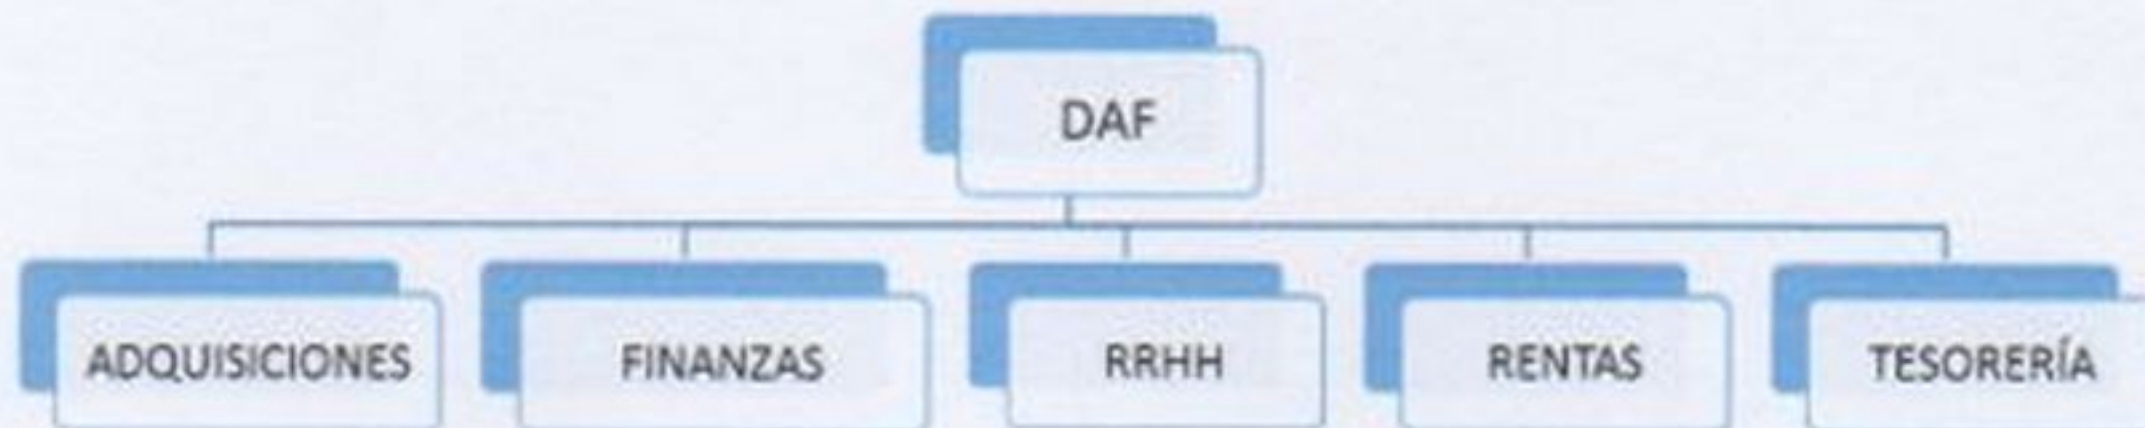 DAF
ADQUISICIONES FINANZAS RRHH RENTAS TESORERÍA